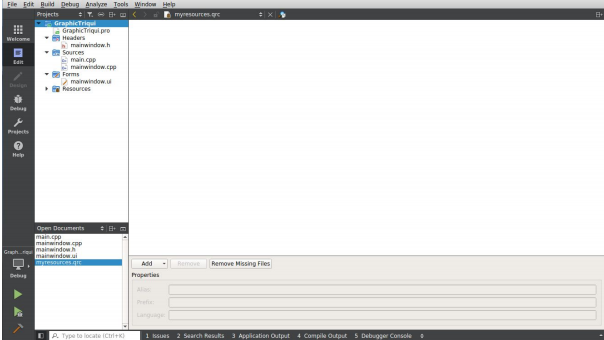 File Edit Build Debug Analyze Tools Window Help
Projects
myresources.qrc
GraphicTriqui
GraphicTriqui.pro
Headers
mainwindow.h
Sources
main.cpp
mainwindow.cpp
Forms
mainwindow.ui
Resources
Welcome
Edit
Design
Debug
Projects
Help
Open Documents
main.cpp
mainwindow.cpp
mainwindow.h
mainwindow.ui
myresources.qrc
Graph...riqui
Debug
Add Remove Remove Missing Files
Properties
Alias:
Prefix:
Language:
Type to locate (Ctrl+K) 1 Issues 2 Search Results 3 Application Output 4 Compile Output 5 Debugger Console